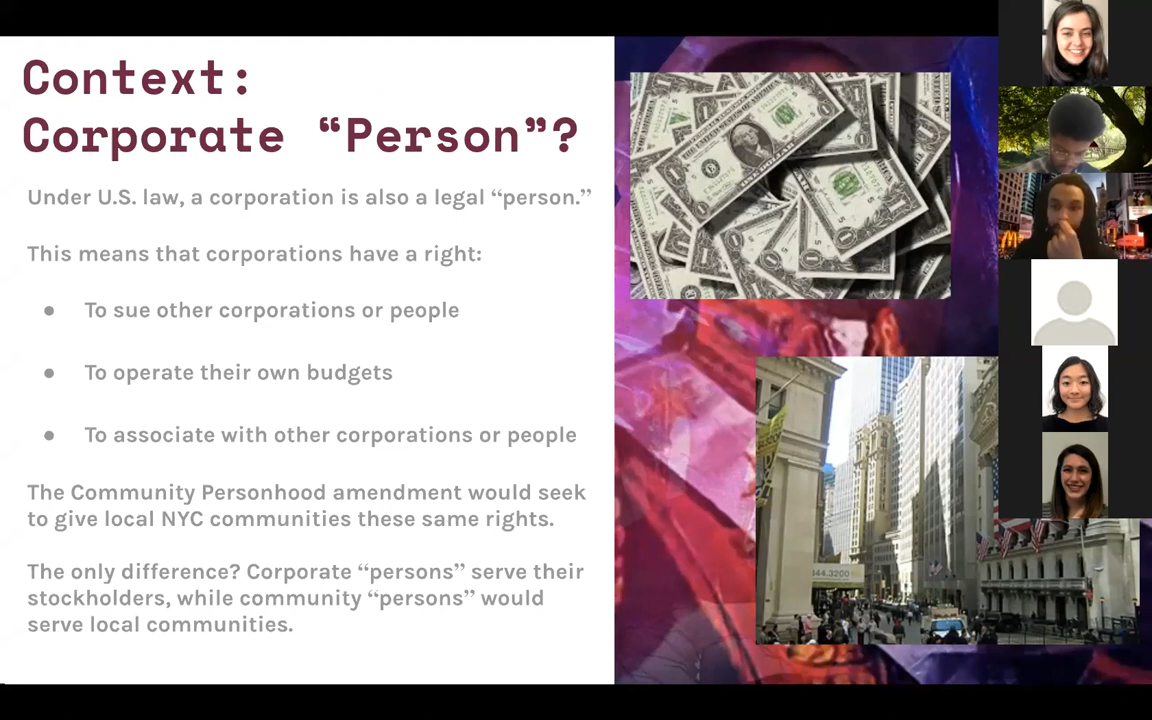 Context:
Corporate “Person”?
Under U.S. law, a corporation is also a legal “person.”
This means that corporations have a right:
● To sue other corporations or people
● To operate their own budgets
● To associate with other corporations or people
The Community Personhood amendment would seek
to give local NYC communities these same rights.
The only difference? Corporate “persons” serve their
stockholders, while community “persons” would
serve local communities.
344.3200